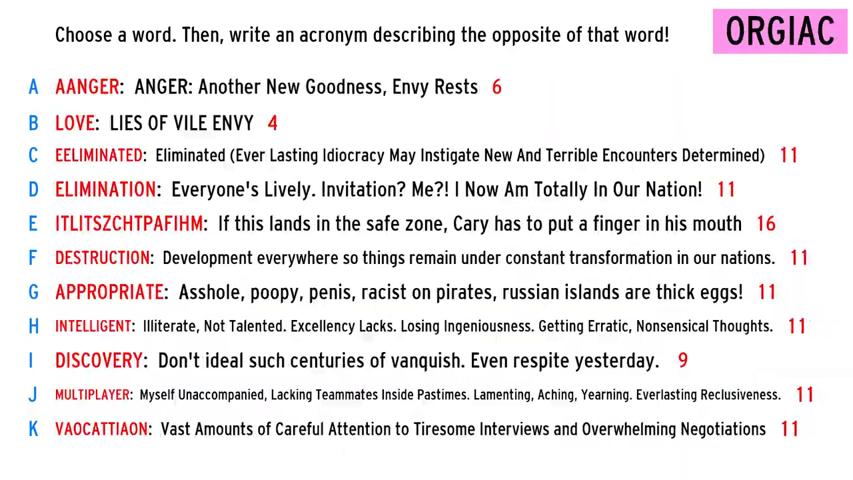 Choose a word. Then, write an acronym describing the opposite of that word!
ORGIAC
A AANGER: ANGER: Another New Goodness, Envy Rests 6
B LOVE: LIES OF VILE ENVY 4
C EELIMINATED: Eliminated (Ever Lasting Idiocracy May Instigate New And Terrible Encounters Determined) 11
D ELIMINATION: Everyone's Lively. Invitation? Me?! I Now Am Totally In Our Nation! 11
E ITLITSZCHTPAFIHM: If this lands in the safe zone, Cary has to put a finger in his mouth 16
F DESTRUCTION: Development everywhere so things remain under constant transformation in our nations. 11
G APPROPRIATE: Asshole, poopy, penis, racist on pirates, russian islands are thick eggs! 11
H INTELLIGENT: Illiterate, Not Talented. Excellency Lacks. Losing Ingeniousness. Getting Erratic, Nonsensical Thoughts. 11
I DISCOVERY: Don't ideal such centuries of vanquish. Even respite yesterday. 9
J MULTIPLAYER: Myself Unaccompanied, Lacking Teammates Inside Pastimes. Lamenting, Aching, Yearning. Everlasting Reclusiveness. 11
K VAOCATTIAON: Vast Amounts of Careful Attention to Tiresome Interviews and Overwhelming Negotiations 11